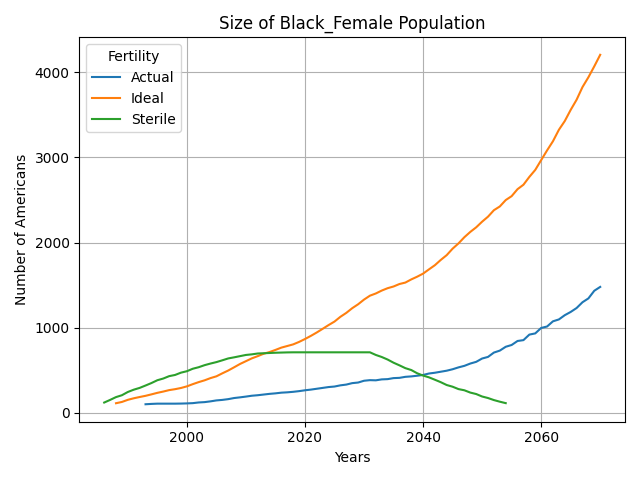 Size of Black_Female Population
Fertility
Actual
Ideal
Sterile
Number of Americans
4000
3000
2000
1000
0
2000
2020
2040
2060
Years